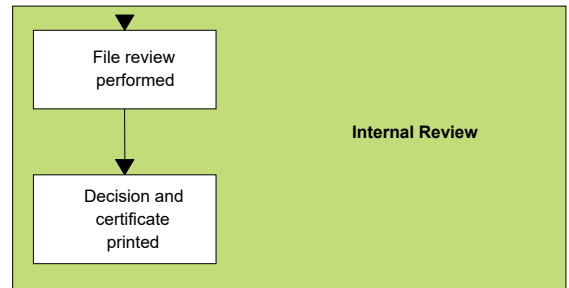 File review
performed
Internal Review
Decision and
certificate
printed